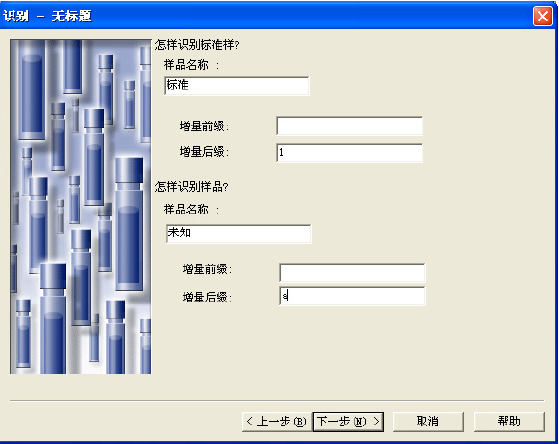 识别 - 无标题
怎样识别标准样?
样品名称 :
标准
增量前缀:
增量后缀:
1
怎样识别样品?
样品名称 :
未知
增量前缀:
增量后缀:
s
< 上一步(B) 下一步(N) > 取消 帮助